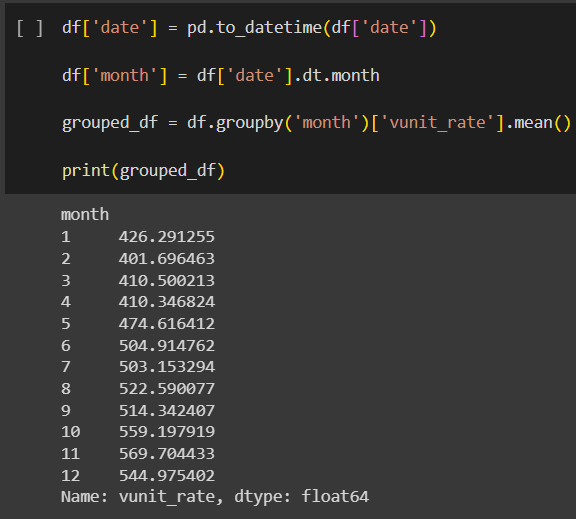 [ ] df['date'] = pd.to_datetime(df['date'])
df['month'] = df['date'].dt.month
grouped_df = df.groupby('month')['vunit_rate'].mean()
print(grouped_df)
month
1 426.291255
2 401.696463
3 410.500213
4 410.346824
5 474.616412
6 504.914762
7 503.153294
8 522.590077
9 514.342407
10 559.197919
11 569.704433
12 544.975402
Name: vunit_rate, dtype: float64